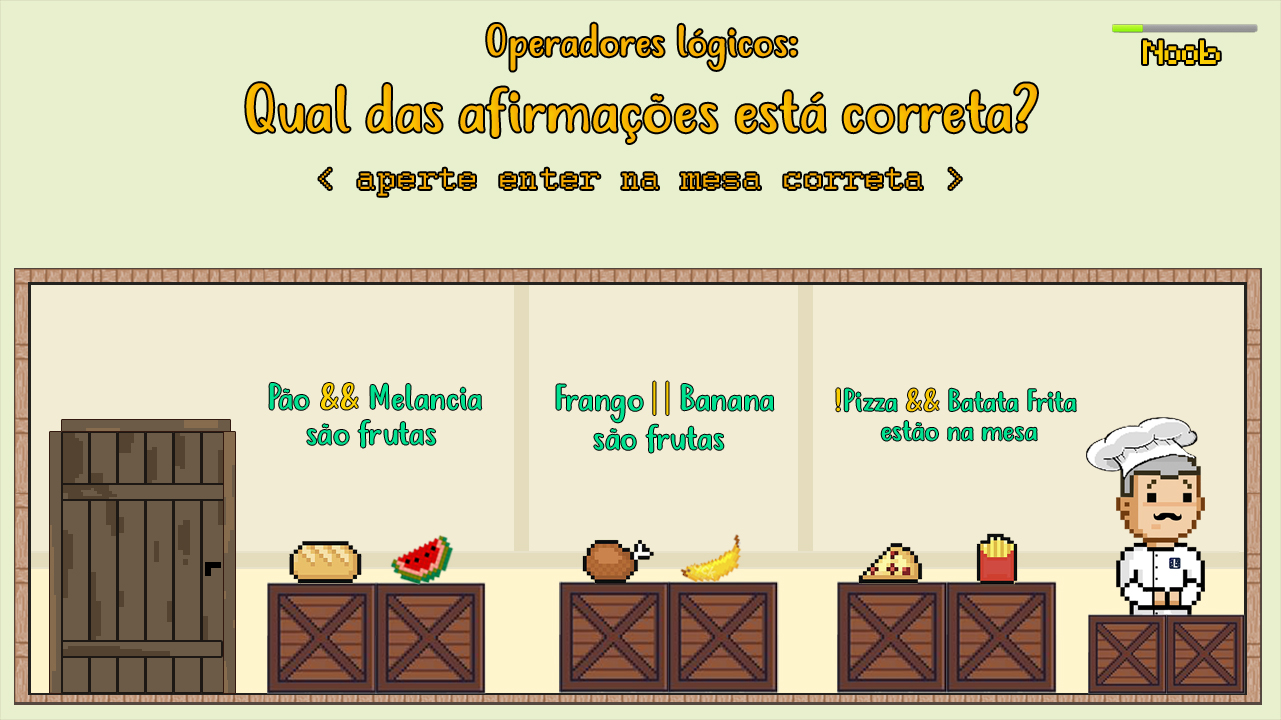 Operadores lógicos:
Noob
Qual das afirmações está correta?
< aperte enter na mesa correta >
Pão && Melancia
são frutas
Frango || Banana
são frutas
!Pizza && Batata Frita
estão na mesa